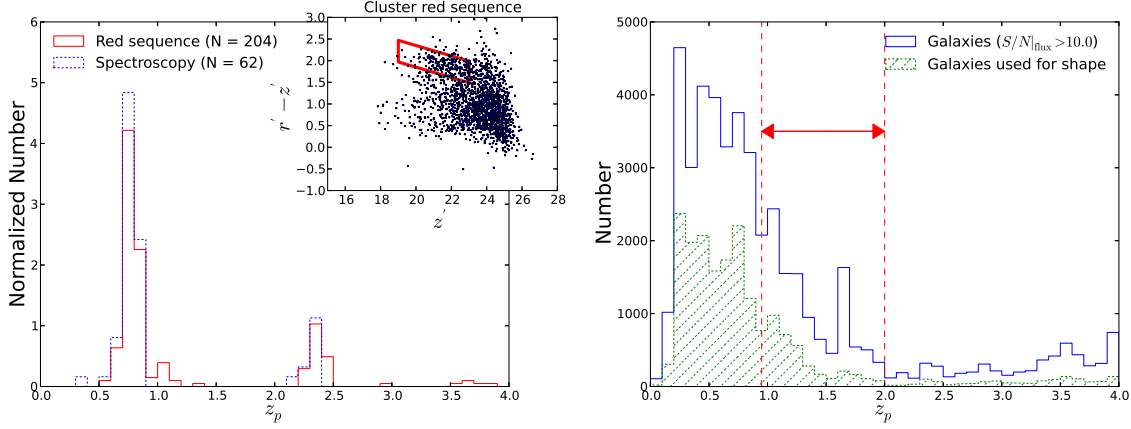 Cluster red sequence
Red sequence (N = 204)
Spectroscopy (N = 62)
Normalized Number
6
5
4
3
2
1
0
0.0 0.5 1.0 1.5 2.0 2.5 3.0 3.5 4.0
z_p
r′ − z′
3.0
2.5
2.0
1.5
1.0
0.5
0.0
−0.5
−1.0
16 18 20 22 24 26 28
z′
Galaxies (S/N|flux>10.0)
Galaxies used for shape
Number
5000
4000
3000
2000
1000
0
0.0 0.5 1.0 1.5 2.0 2.5 3.0 3.5 4.0
z_p